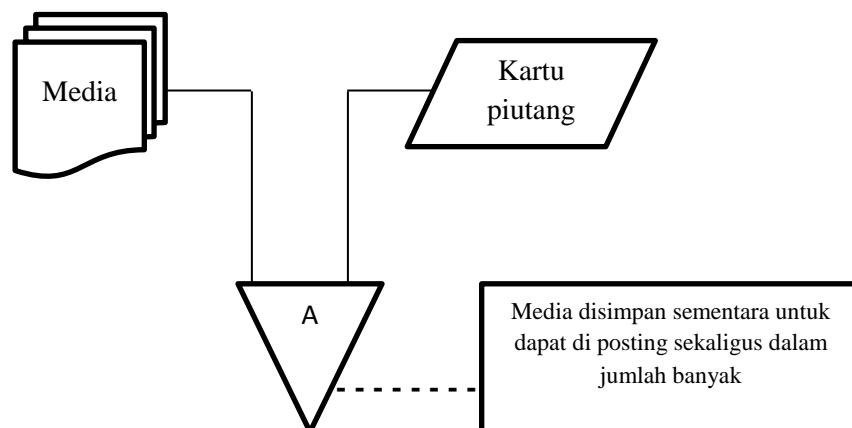 Media
Kartu
piutang
A
Media disimpan sementara untuk
dapat di posting sekaligus dalam
jumlah banyak